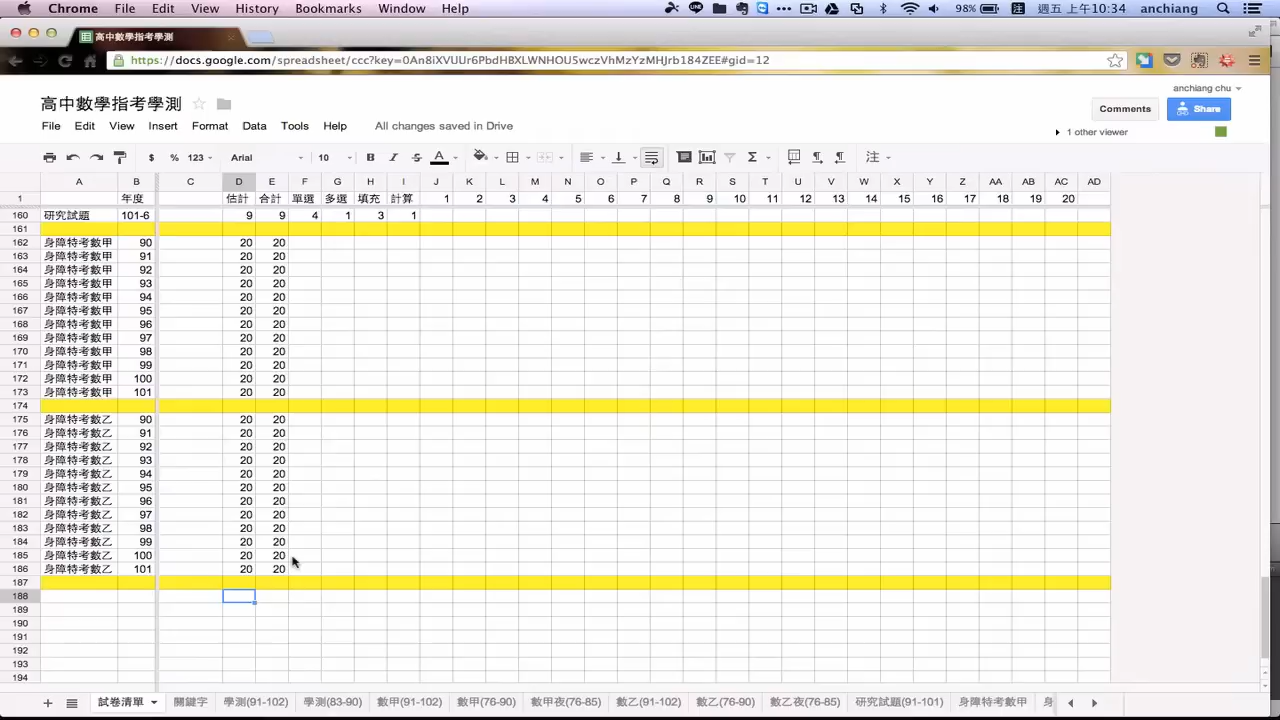 Chrome File Edit View History Bookmarks Window Help 98% 注 週五 上午10:34 anchiang
高中數學指考學測
https://docs.google.com/spreadsheet/ccc?key=0An8iXVUUr6PbdHBXLWNHOU5wczVhMzYzMHJrb184ZEE#gid=12
anchiang chu
高中數學指考學測 Comments Share
File Edit View Insert Format Data Tools Help All changes saved in Drive 1 other viewer
$ % 123 Arial 10 B I S A Σ 注
A B C D E F G H I J K L M N O P Q R S T U V W X Y Z AA AB AC AD
1 年度 估計 合計 單選 多選 填充 計算 1 2 3 4 5 6 7 8 9 10 11 12 13 14 15 16 17 18 19 20
160 研究試題 101-6 9 9 4 1 3 1
161
162 身障特考數甲 90 20 20
163 身障特考數甲 91 20 20
164 身障特考數甲 92 20 20
165 身障特考數甲 93 20 20
166 身障特考數甲 94 20 20
167 身障特考數甲 95 20 20
168 身障特考數甲 96 20 20
169 身障特考數甲 97 20 20
170 身障特考數甲 98 20 20
171 身障特考數甲 99 20 20
172 身障特考數甲 100 20 20
173 身障特考數甲 101 20 20
174
175 身障特考數乙 90 20 20
176 身障特考數乙 91 20 20
177 身障特考數乙 92 20 20
178 身障特考數乙 93 20 20
179 身障特考數乙 94 20 20
180 身障特考數乙 95 20 20
181 身障特考數乙 96 20 20
182 身障特考數乙 97 20 20
183 身障特考數乙 98 20 20
184 身障特考數乙 99 20 20
185 身障特考數乙 100 20 20
186 身障特考數乙 101 20 20
187
188
189
190
191
192
193
194
試卷清單 關鍵字 學測(91-102) 學測(83-90) 數甲(91-102) 數甲(76-90) 數甲夜(76-85) 數乙(91-102) 數乙(76-90) 數乙夜(76-85) 研究試題(91-101) 身障特考數甲